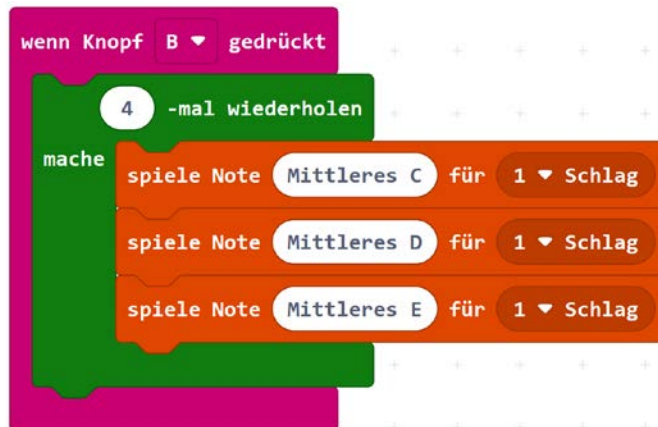 wenn Knopf B gedrückt
4 -mal wiederholen
mache
spiele Note Mittleres C für 1 Schlag
spiele Note Mittleres D für 1 Schlag
spiele Note Mittleres E für 1 Schlag